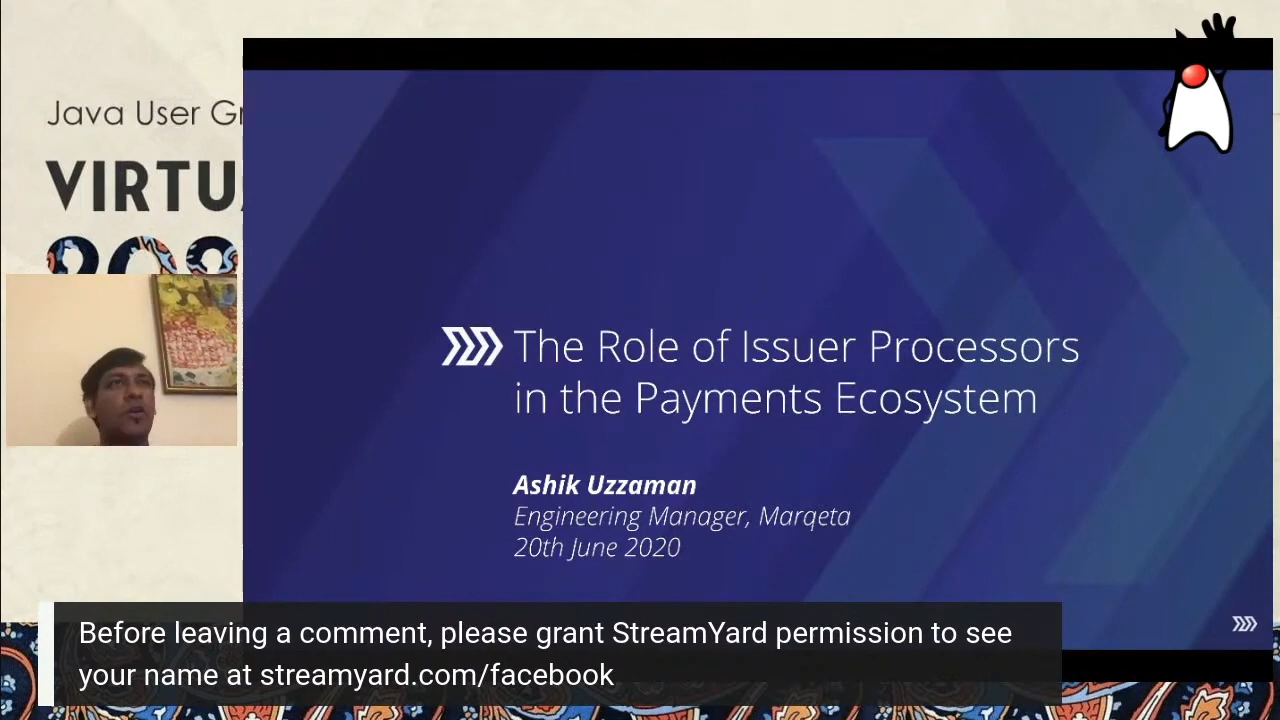 Java User Gr
VIRTU
202
The Role of Issuer Processors
in the Payments Ecosystem
Ashik Uzzaman
Engineering Manager, Marqeta
20th June 2020
Before leaving a comment, please grant StreamYard permission to see
your name at streamyard.com/facebook